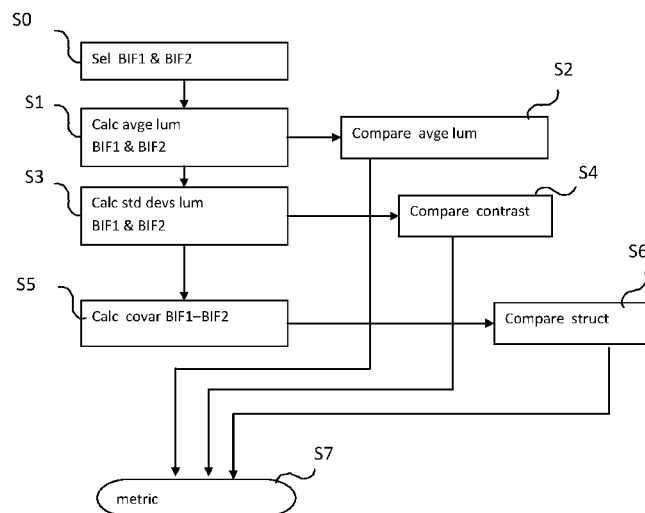 S0
Sel BIF1 & BIF2
S2
S1
Calc avge lum
BIF1 & BIF2
Compare avge lum
S3
Calc std devs lum
BIF1 & BIF2
S4
Compare contrast
S5
Calc covar BIF1–BIF2
S6
Compare struct
S7
metric